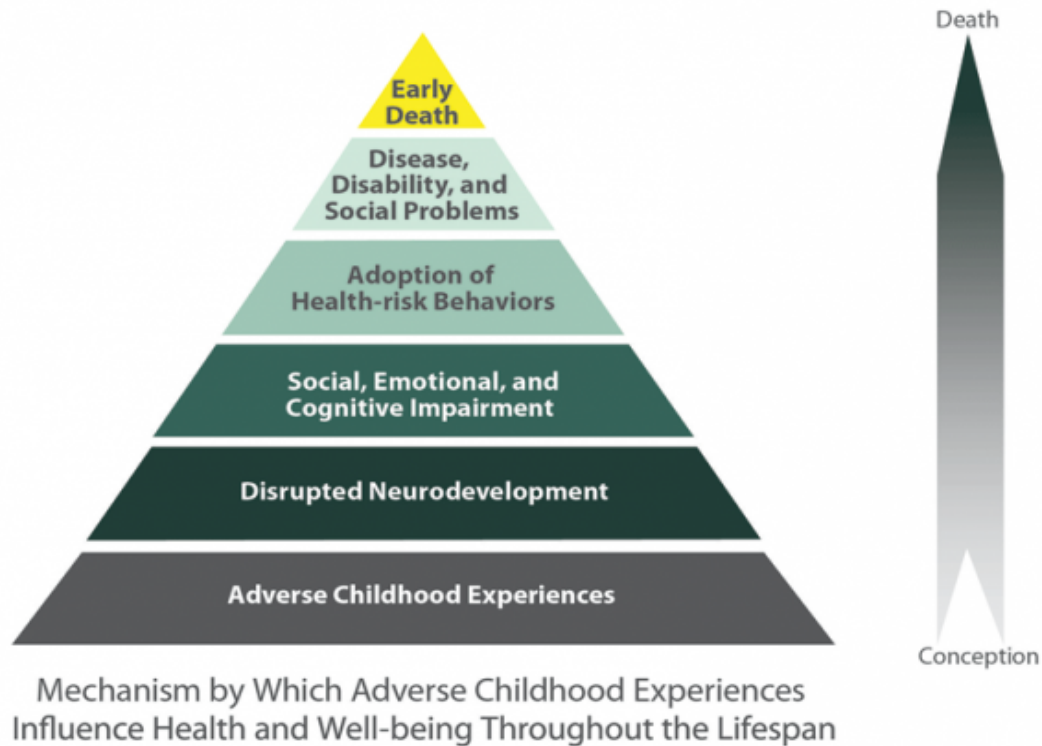 Death
Early
Death
Disease,
Disability, and
Social Problems
Adoption of
Health-risk Behaviors
Social, Emotional, and
Cognitive Impairment
Disrupted Neurodevelopment
Adverse Childhood Experiences
Conception
Mechanism by Which Adverse Childhood Experiences
Influence Health and Well-being Throughout the Lifespan